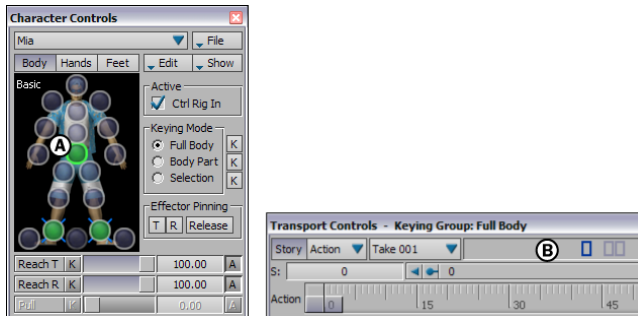 Character Controls
Mia File
Body Hands Feet Edit Show
Basic
Active
Ctrl Rig In
A
Keying Mode
Full Body K
Body Part K
Selection K
Effector Pinning
T R Release
Reach T K 100.00 A
Reach R K 100.00 A
Pull K 0.00 A
Transport Controls - Keying Group: Full Body
Story Action Take 001 B
S: 0 0
Action 0 15 30 45